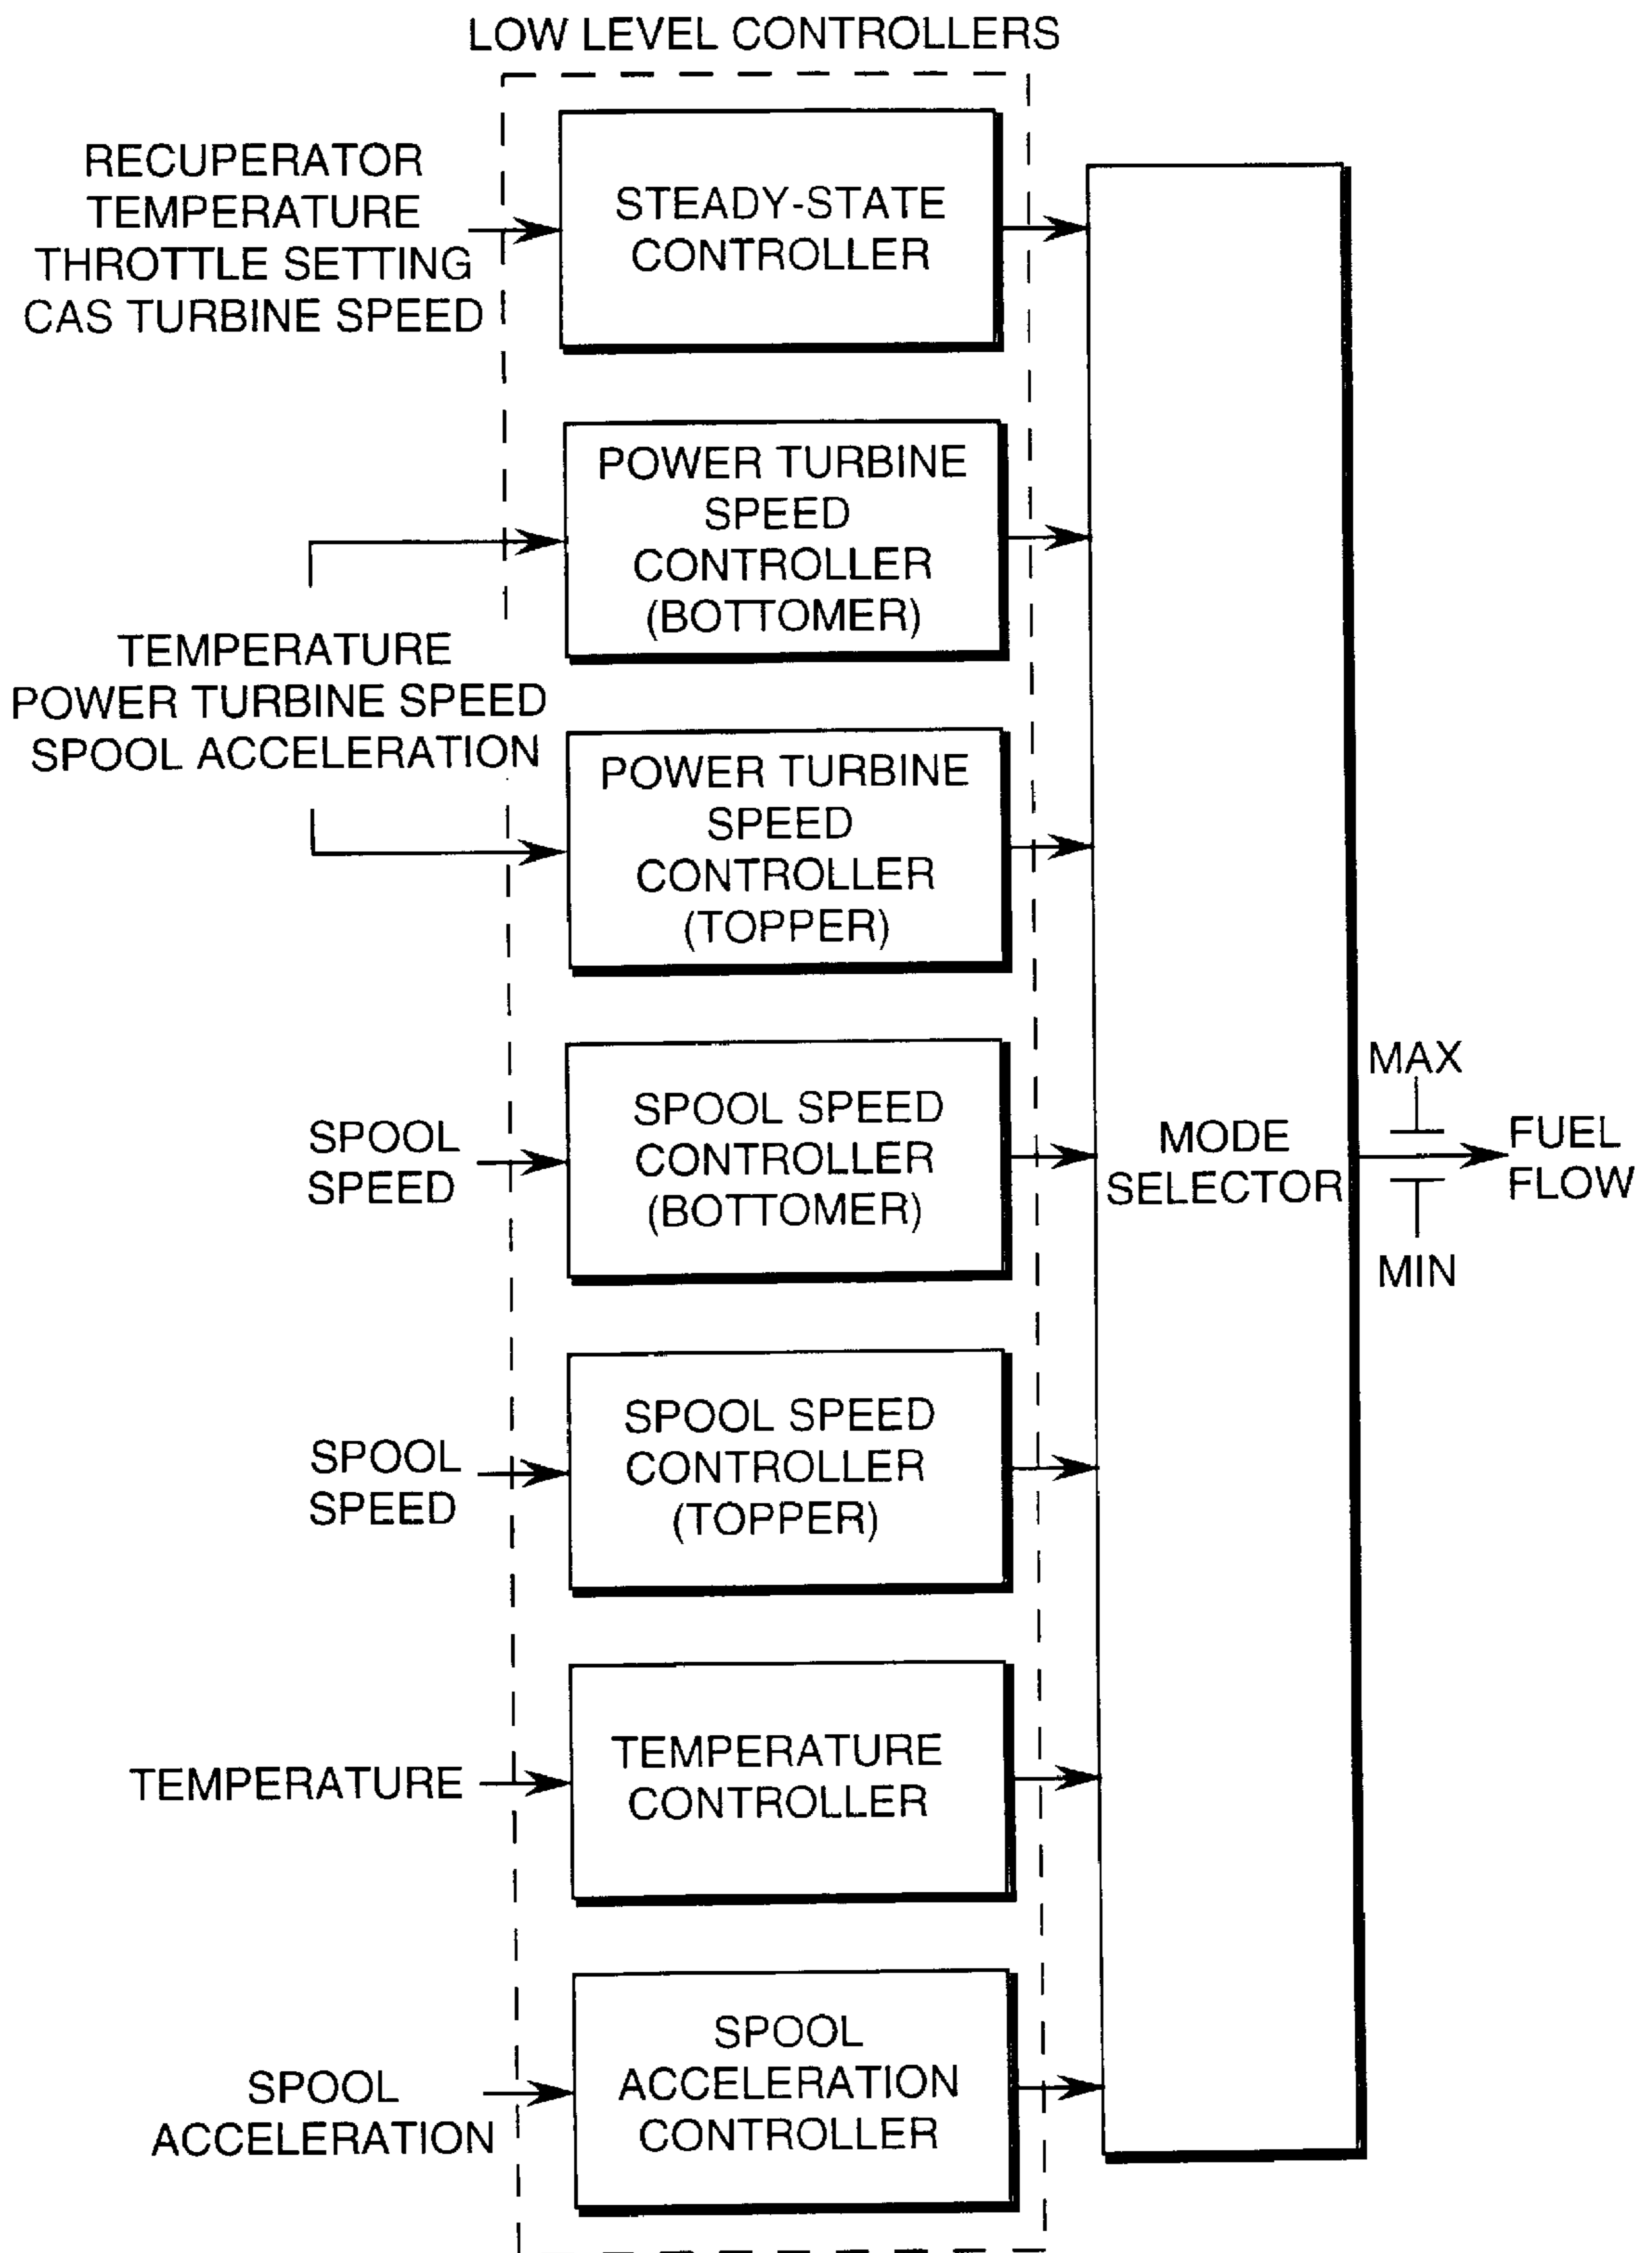 LOW LEVEL CONTROLLERS
RECUPERATOR
TEMPERATURE
THROTTLE SETTING
CAS TURBINE SPEED
STEADY-STATE
CONTROLLER
POWER TURBINE
SPEED
CONTROLLER
(BOTTOMER)
TEMPERATURE
POWER TURBINE SPEED
SPOOL ACCELERATION
POWER TURBINE
SPEED
CONTROLLER
(TOPPER)
SPOOL
SPEED
SPOOL SPEED
CONTROLLER
(BOTTOMER)
MODE
SELECTOR
MAX
MIN
FUEL
FLOW
SPOOL
SPEED
SPOOL SPEED
CONTROLLER
(TOPPER)
TEMPERATURE
TEMPERATURE
CONTROLLER
SPOOL
ACCELERATION
SPOOL
ACCELERATION
CONTROLLER